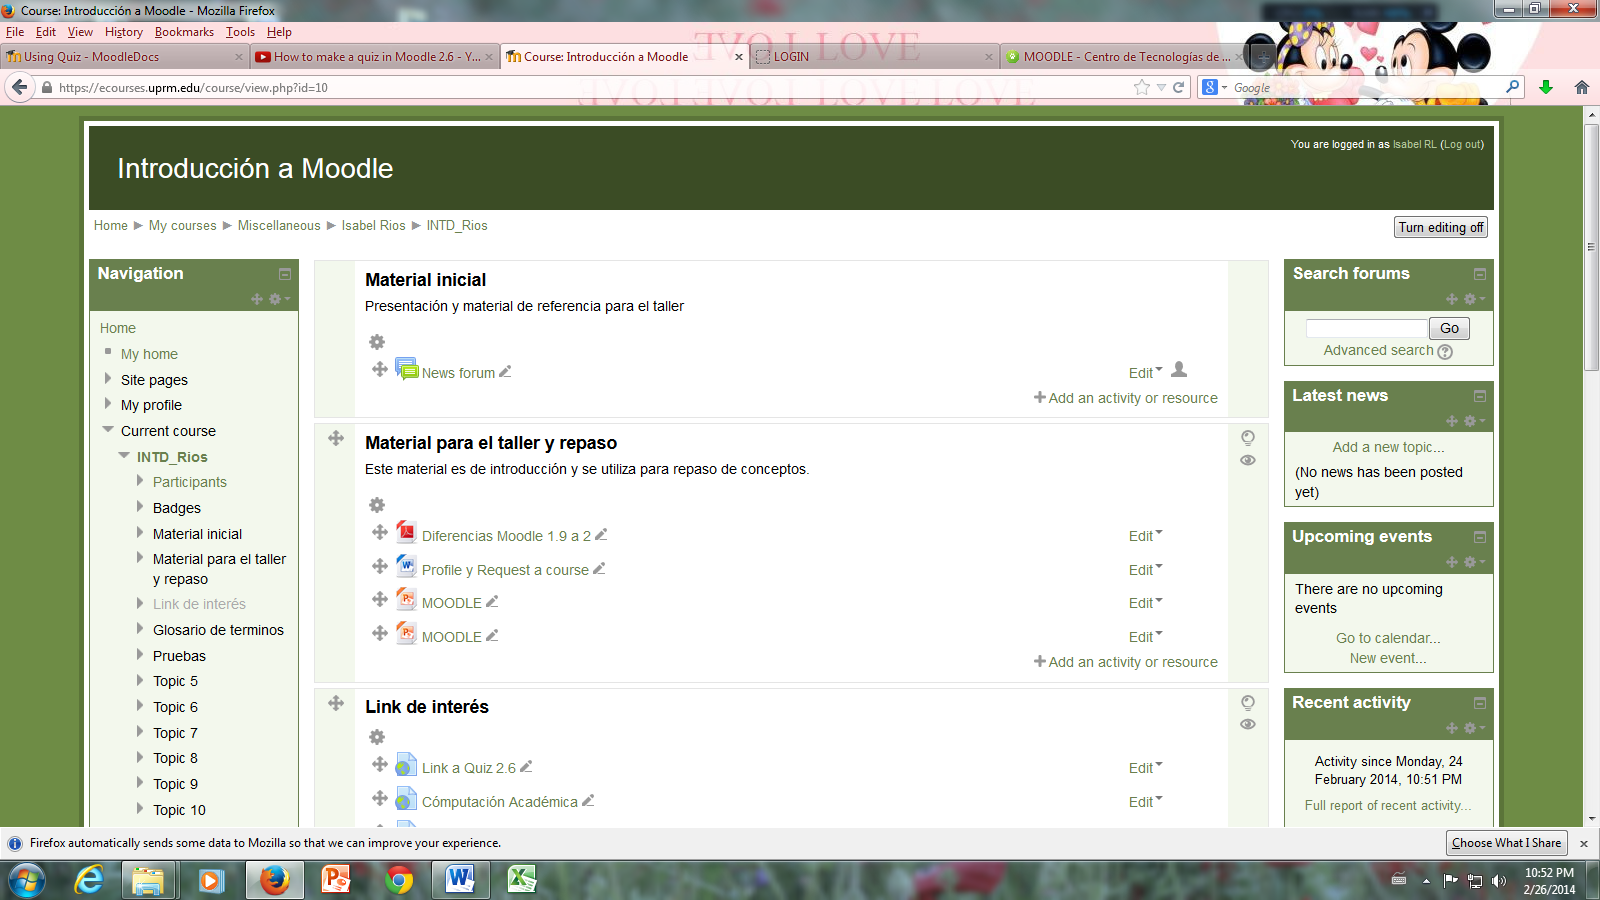 Course: Introducción a Moodle - Mozilla Firefox
File Edit View History Bookmarks Tools Help
Using Quiz - MoodleDocs
How to make a quiz in Moodle 2.6 - Y...
Course: Introducción a Moodle
LOGIN
MOODLE - Centro de Tecnologías de ...
https://ecourses.uprm.edu/course/view.php?id=10
Google
Introducción a Moodle
You are logged in as Isabel RL (Log out)
Home My courses Miscellaneous Isabel Rios INTD_Rios
Turn editing off
Navigation
Home
My home
Site pages
My profile
Current course
INTD_Rios
Participants
Badges
Material inicial
Material para el taller
y repaso
Link de interés
Glosario de terminos
Pruebas
Topic 5
Topic 6
Topic 7
Topic 8
Topic 9
Topic 10
Material inicial
Presentación y material de referencia para el taller
News forum
Edit
Add an activity or resource
Material para el taller y repaso
Este material es de introducción y se utiliza para repaso de conceptos.
Diferencias Moodle 1.9 a 2
Edit
Profile y Request a course
Edit
MOODLE
Edit
MOODLE
Edit
Add an activity or resource
Link de interés
Link a Quiz 2.6
Edit
Cómputación Académica
Edit
Search forums
Go
Advanced search
Latest news
Add a new topic...
(No news has been posted
yet)
Upcoming events
There are no upcoming
events
Go to calendar...
New event...
Recent activity
Activity since Monday, 24
February 2014, 10:51 PM
Full report of recent activity...
Firefox automatically sends some data to Mozilla so that we can improve your experience.
Choose What I Share
10:52 PM
2/26/2014